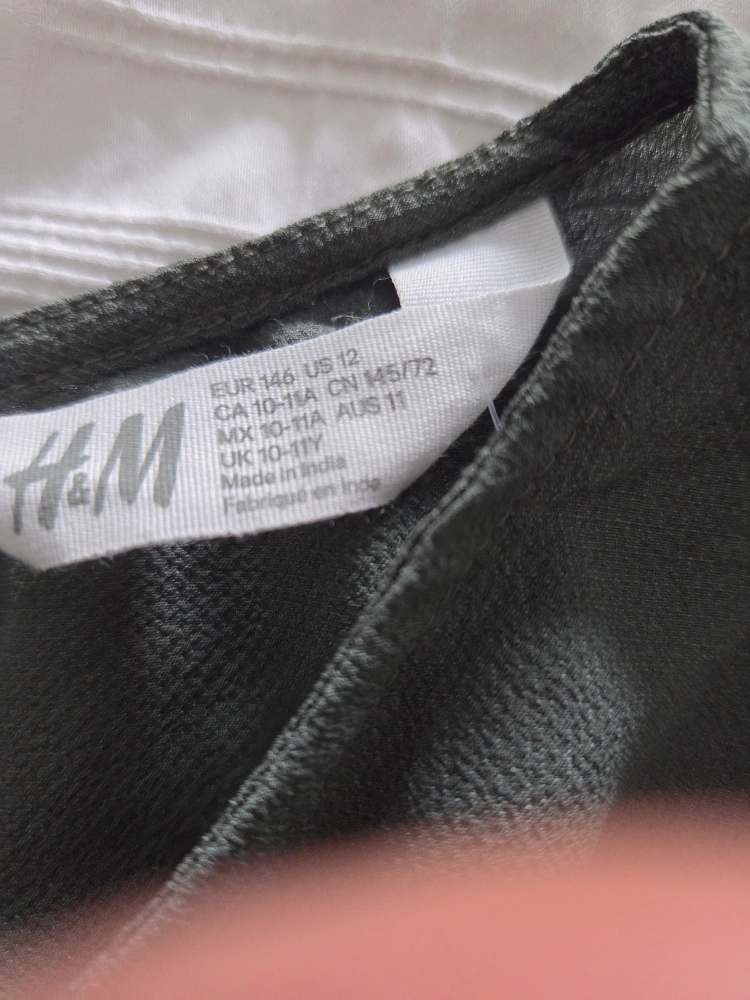 H&M
EUR 146 US 12
CA 10-11A CN 145/72
MX 10-11A AUS 11
UK 10-11Y
Made in India
Fabriqué en Inde